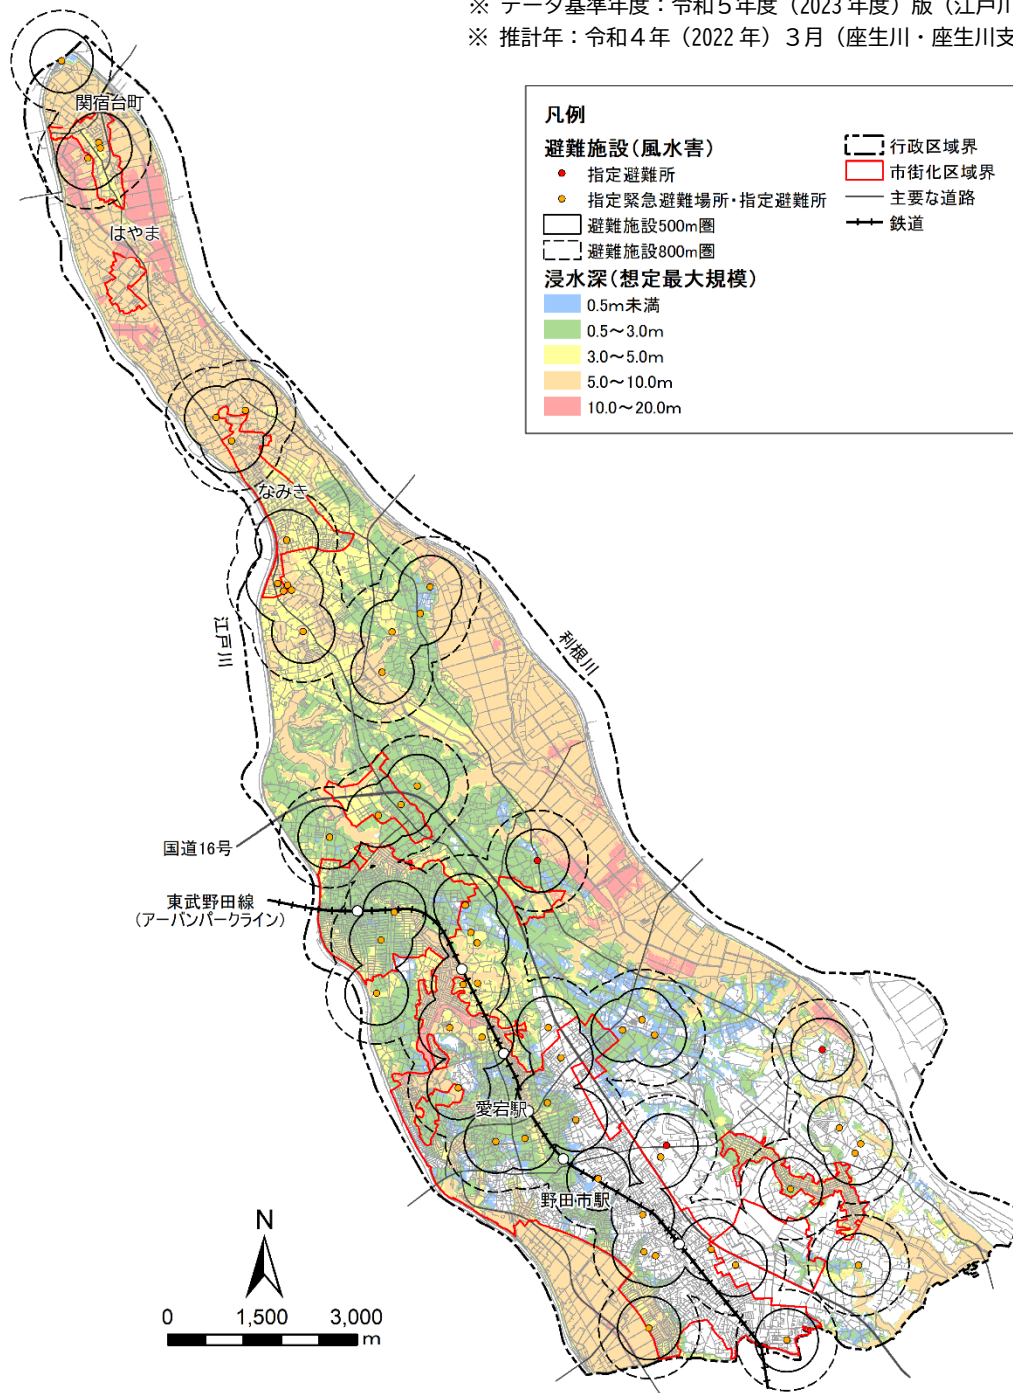 ※ データ基準年度：令和５年度（2023 年度）版（江戸川
※ 推計年：令和４年（2022 年）３月（座生川・座生川支
凡例
避難施設(風水害)
指定避難所
指定緊急避難場所・指定避難所
避難施設500m圏
避難施設800m圏
浸水深(想定最大規模)
0.5m未満
0.5～3.0m
3.0～5.0m
5.0～10.0m
10.0～20.0m
行政区域界
市街化区域界
主要な道路
鉄道
関宿台町
はやま
なみき
江戸川
利根川
国道16号
東武野田線
(アーバンパークライン)
愛宕駅
野田市駅
N
0 1,500 3,000
m